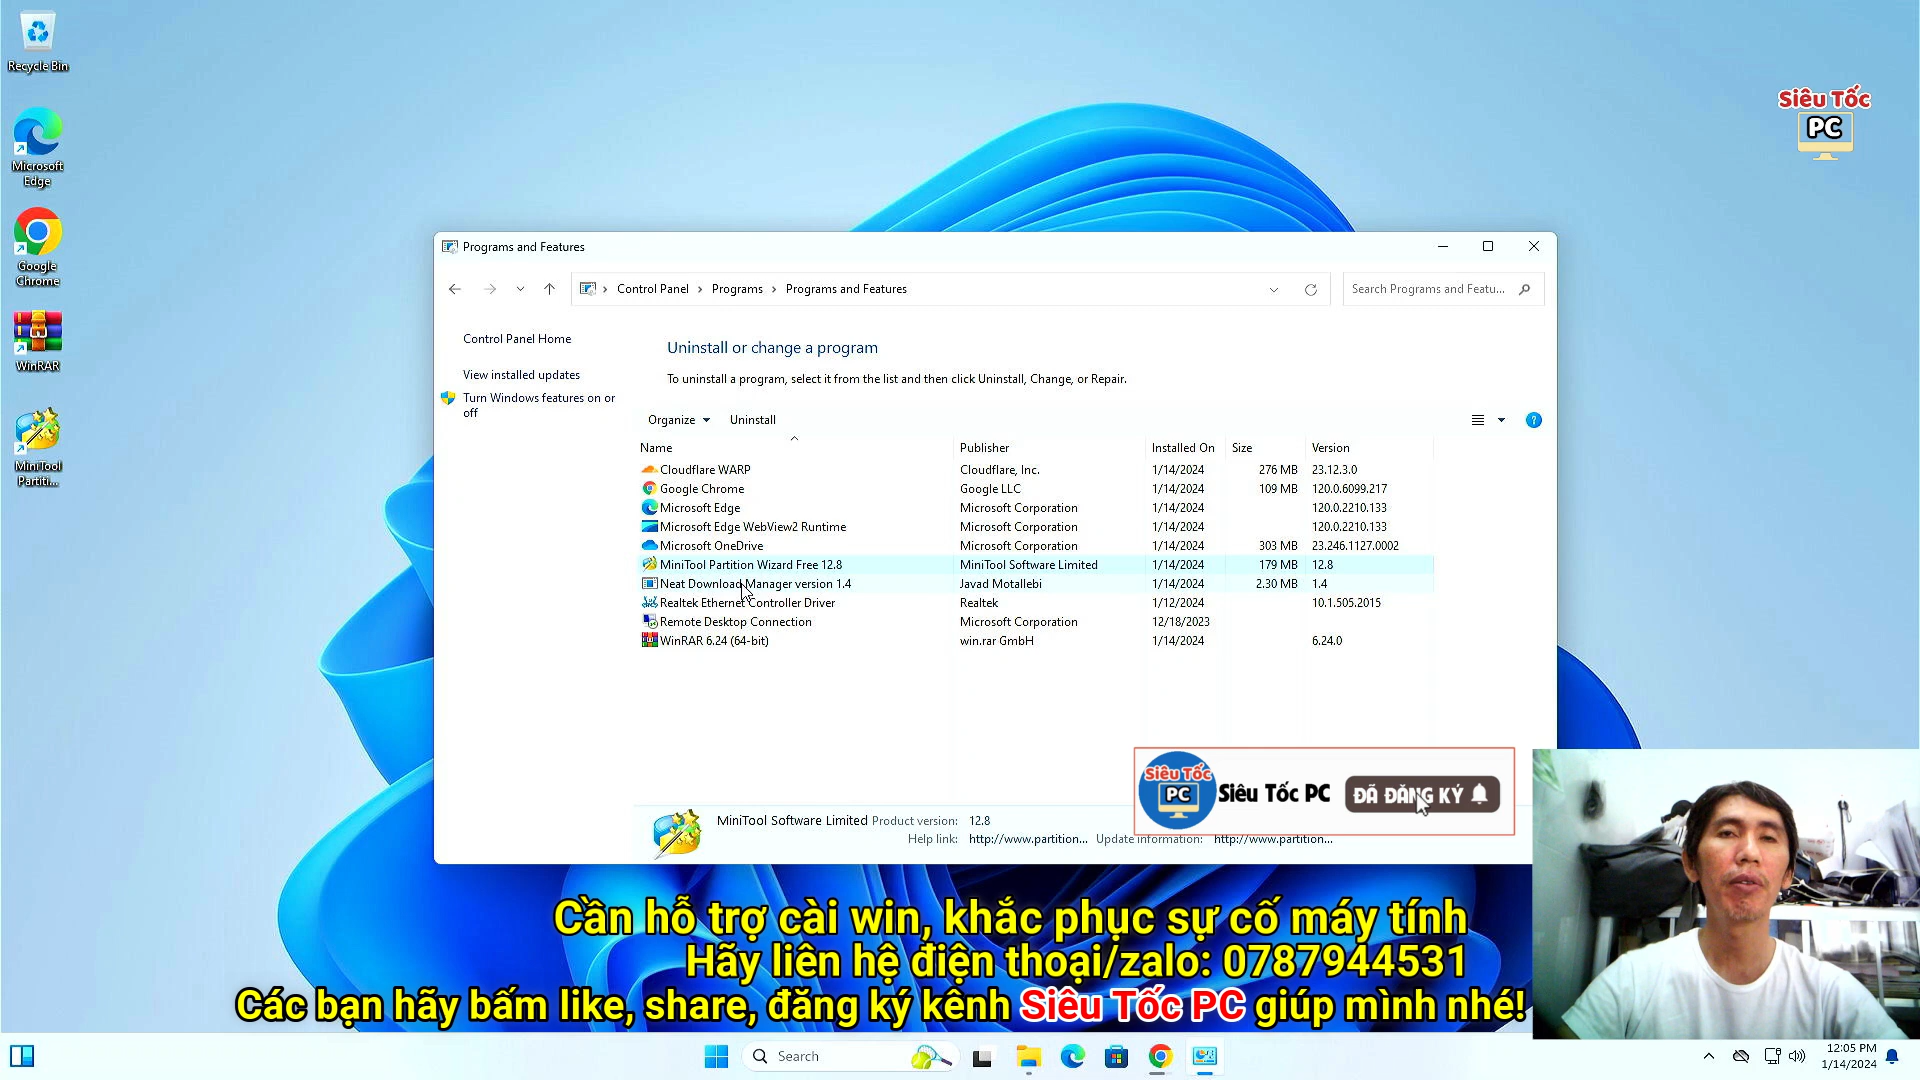 Recycle Bin
Microsoft
Edge
Google
Chrome
WinRAR
MiniTool
Partiti...
Siêu Tốc
PC
Programs and Features
Control Panel › Programs › Programs and Features
Search Programs and Featu...
Control Panel Home
View installed updates
Turn Windows features on or
off
Uninstall or change a program
To uninstall a program, select it from the list and then click Uninstall, Change, or Repair.
Organize Uninstall
Name Publisher Installed On Size Version
Cloudflare WARP Cloudflare, Inc. 1/14/2024 276 MB 23.12.3.0
Google Chrome Google LLC 1/14/2024 109 MB 120.0.6099.217
Microsoft Edge Microsoft Corporation 1/14/2024 120.0.2210.133
Microsoft Edge WebView2 Runtime Microsoft Corporation 1/14/2024 120.0.2210.133
Microsoft OneDrive Microsoft Corporation 1/14/2024 303 MB 23.246.1127.0002
MiniTool Partition Wizard Free 12.8 MiniTool Software Limited 1/14/2024 179 MB 12.8
Neat Download Manager version 1.4 Javad Motallebi 1/14/2024 2.30 MB 1.4
Realtek Ethernet Controller Driver Realtek 1/12/2024 10.1.505.2015
Remote Desktop Connection Microsoft Corporation 12/18/2023
WinRAR 6.24 (64-bit) win.rar GmbH 1/14/2024 6.24.0
Siêu Tốc
PC
Siêu Tốc PC ĐÃ ĐĂNG KÝ
MiniTool Software Limited Product version: 12.8
Help link: http://www.partition... Update information: http://www.partition...
Cần hỗ trợ cài win, khắc phục sự cố máy tính
Hãy liên hệ điện thoại/zalo: 0787944531
Các bạn hãy bấm like, share, đăng ký kênh Siêu Tốc PC giúp mình nhé!
Search
12:05 PM
1/14/2024